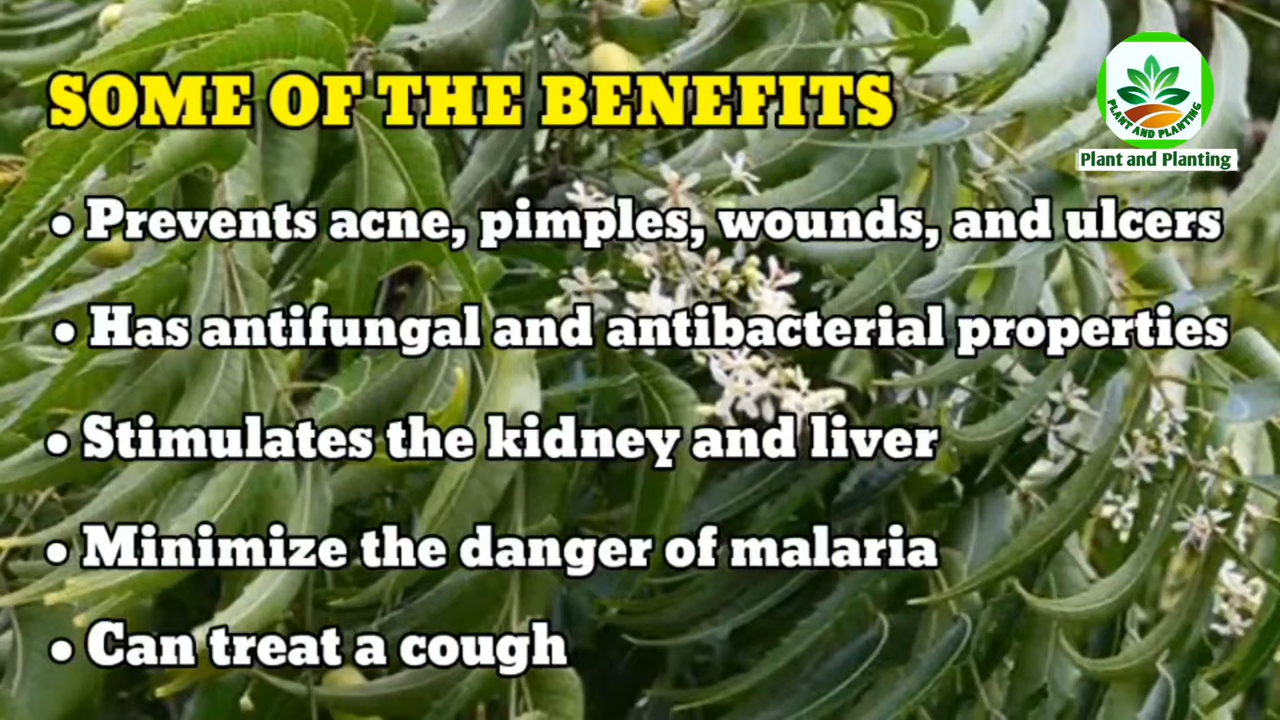 SOME OF THE BENEFITS
PLANT AND PLANTING
Plant and Planting
• Prevents acne, pimples, wounds, and ulcers
• Has antifungal and antibacterial properties
• Stimulates the kidney and liver
• Minimize the danger of malaria
• Can treat a cough